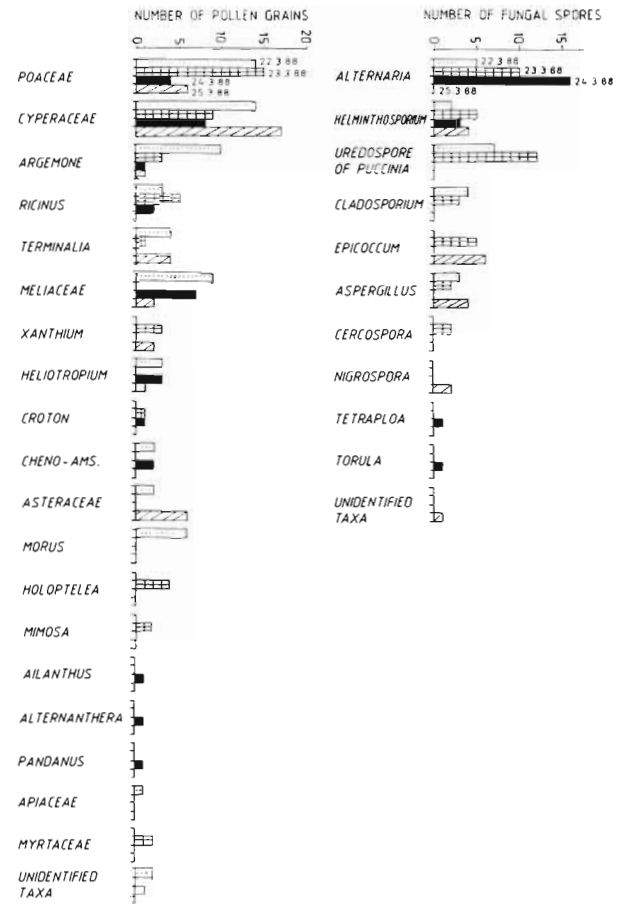 NUMBER OF POLLEN GRAINS
0 5 10 15 20
POACEAE
22 3 88
23 3 88
24 3 88
25 3 88
CYPERACEAE
ARGEMONE
RICINUS
TERMINALIA
MELIACEAE
XANTHIUM
HELIOTROPIUM
CROTON
CHENO-AMS.
ASTERACEAE
MORUS
HOLOPTELEA
MIMOSA
AILANTHUS
ALTERNANTHERA
PANDANUS
APIACEAE
MYRTACEAE
UNIDENTIFIED
TAXA
NUMBER OF FUNGAL SPORES
0 5 10 15
ALTERNARIA
22 3 88
23 3 88
24 3 88
25 3 88
HELMINTHOSPORIUM
UREDOSPORE
OF PUCCINIA
CLADOSPORIUM
EPICOCCUM
ASPERGILLUS
CERCOSPORA
NIGROSPORA
TETRAPLOA
TORULA
UNIDENTIFIED
TAXA